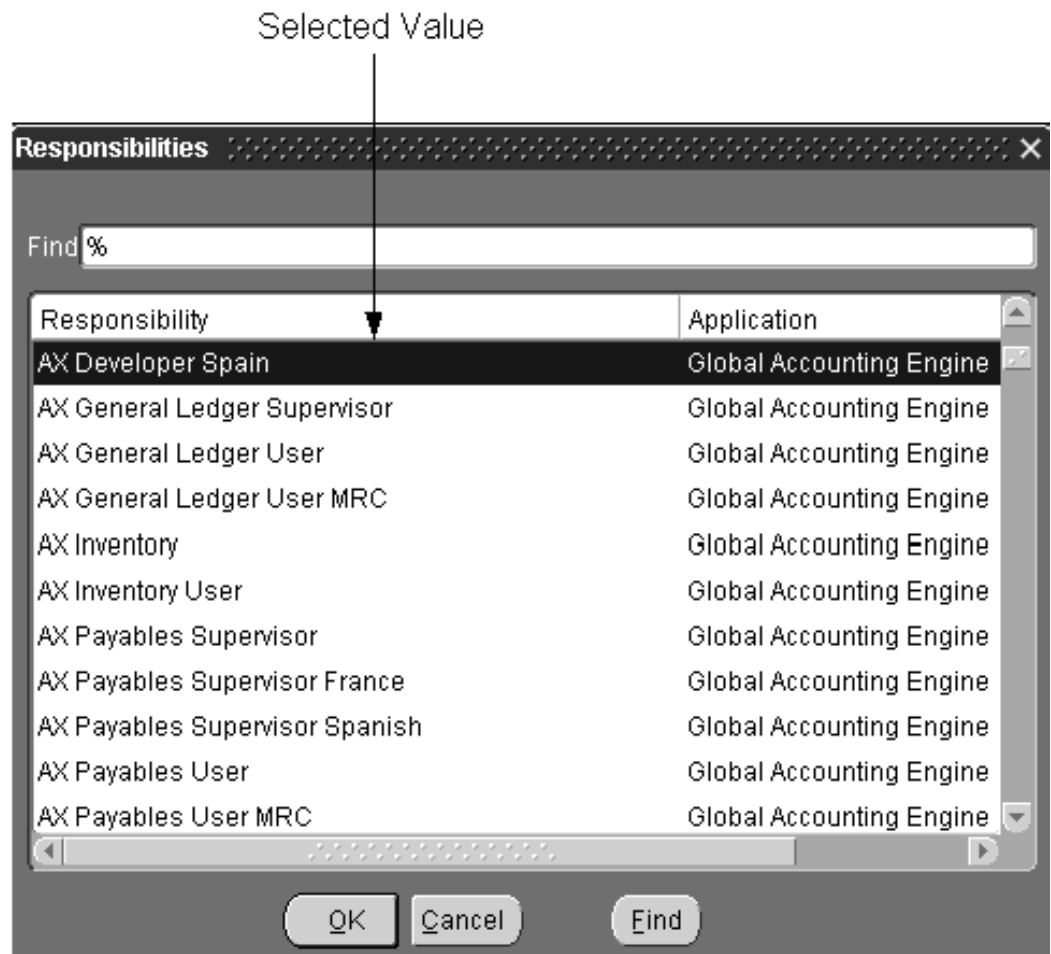 Selected Value
Responsibilities
Find %
Responsibility Application
AX Developer Spain Global Accounting Engine
AX General Ledger Supervisor Global Accounting Engine
AX General Ledger User Global Accounting Engine
AX General Ledger User MRC Global Accounting Engine
AX Inventory Global Accounting Engine
AX Inventory User Global Accounting Engine
AX Payables Supervisor Global Accounting Engine
AX Payables Supervisor France Global Accounting Engine
AX Payables Supervisor Spanish Global Accounting Engine
AX Payables User Global Accounting Engine
AX Payables User MRC Global Accounting Engine
OK Cancel Find